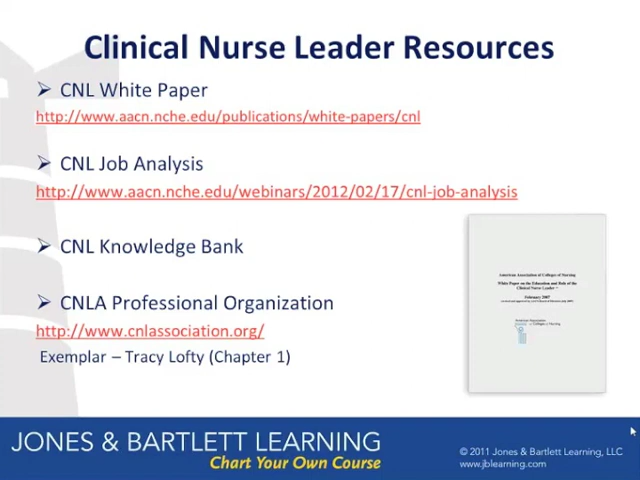 Clinical Nurse Leader Resources
➢ CNL White Paper
http://www.aacn.nche.edu/publications/white-papers/cnl
➢ CNL Job Analysis
http://www.aacn.nche.edu/webinars/2012/02/17/cnl-job-analysis
➢ CNL Knowledge Bank
➢ CNLA Professional Organization
http://www.cnlassociation.org/
Exemplar – Tracy Lofty (Chapter 1)
American Association of Colleges of Nursing
White Paper on the Education and Role of the
Clinical Nurse Leader
February 2007
JONES & BARTLETT LEARNING
Chart Your Own Course
© 2011 Jones & Bartlett Learning, LLC
www.jblearning.com